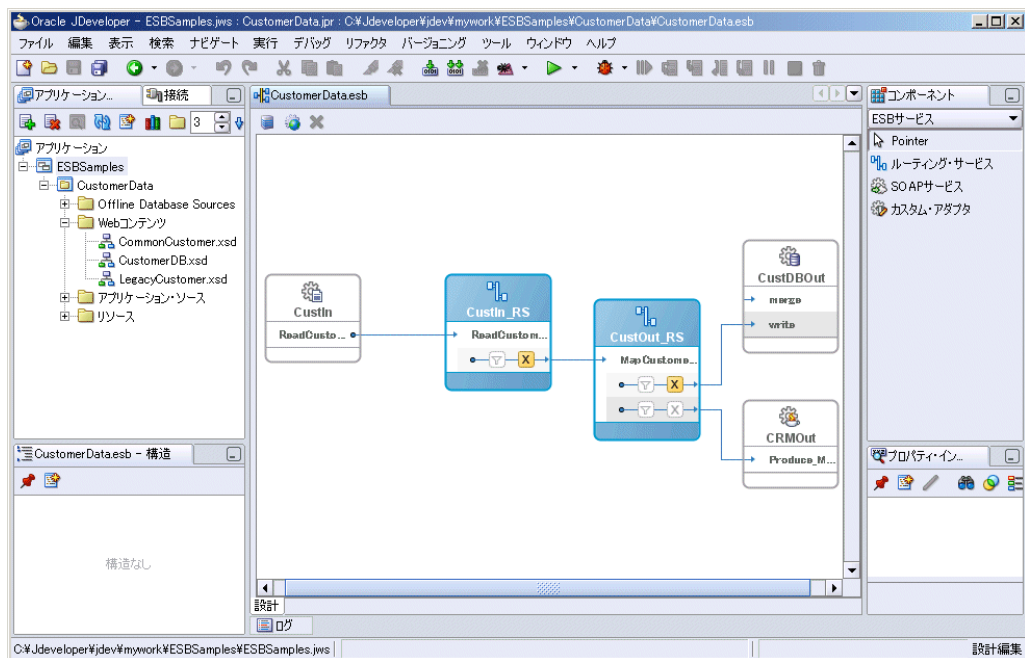 Oracle JDeveloper - ESBSamples.jws : CustomerData.jpr : C:¥Jdeveloper¥jdev¥mywork¥ESBSamples¥CustomerData¥CustomerData.esb
ファイル 編集 表示 検索 ナビゲート 実行 デバッグ リファクタ バージョニング ツール ウィンドウ ヘルプ
アプリケーション... 接続
3
アプリケーション
ESBSamples
CustomerData
Offline Database Sources
Webコンテンツ
CommonCustomer.xsd
CustomerDB.xsd
LegacyCustomer.xsd
アプリケーション・ソース
リソース
CustomerData.esb - 構造
構造なし
CustomerData.esb
CustIn
ReadCusto...
CustIn_RS
ReadCustom...
X
CustOut_RS
MapCustome...
X
X
CustDBOut
merge
write
CRMOut
Produce_M...
設計
ログ
コンポーネント
ESBサービス
Pointer
ルーティング・サービス
SOAPサービス
カスタム・アダプタ
プロパティ・イン...
C:¥Jdeveloper¥jdev¥mywork¥ESBSamples¥ESBSamples.jws
設計編集